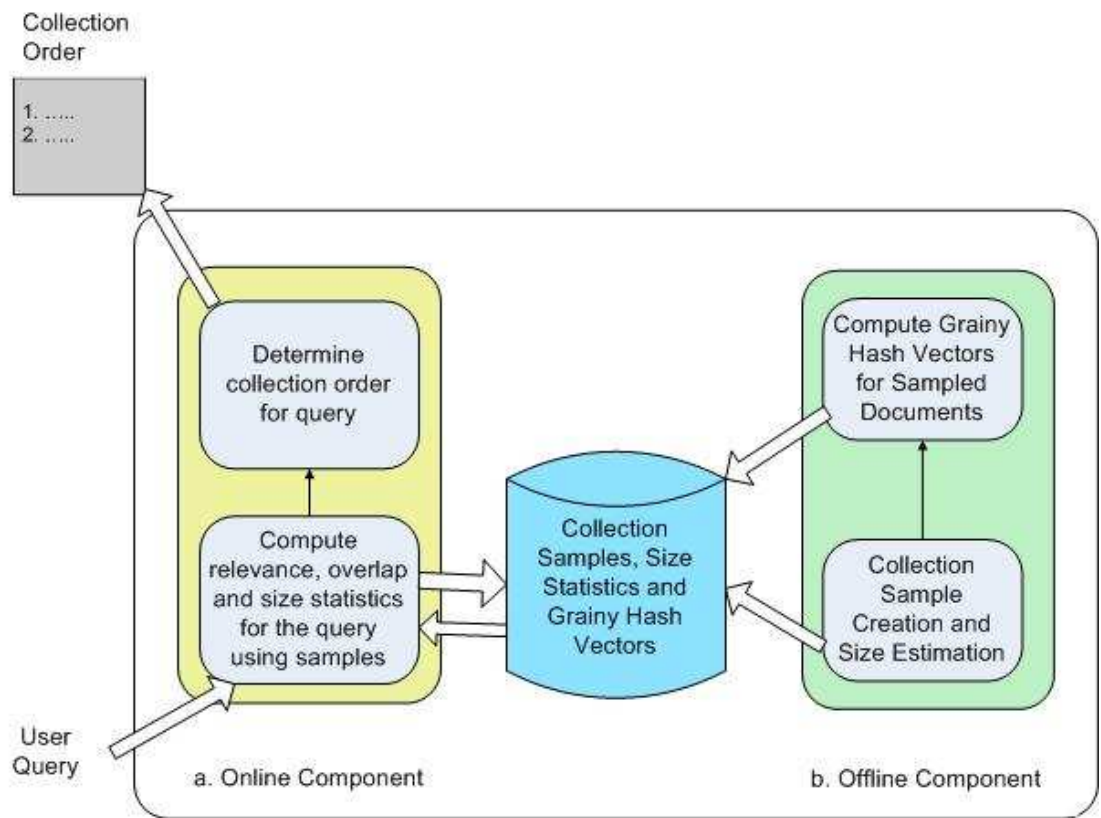 Collection
Order
1. .....
2. .....
Determine
collection order
for query
Compute
relevance, overlap
and size statistics
for the query
using samples
User
Query
a. Online Component
Collection
Samples, Size
Statistics and
Grainy Hash
Vectors
Compute Grainy
Hash Vectors
for Sampled
Documents
Collection
Sample
Creation and
Size Estimation
b. Offline Component